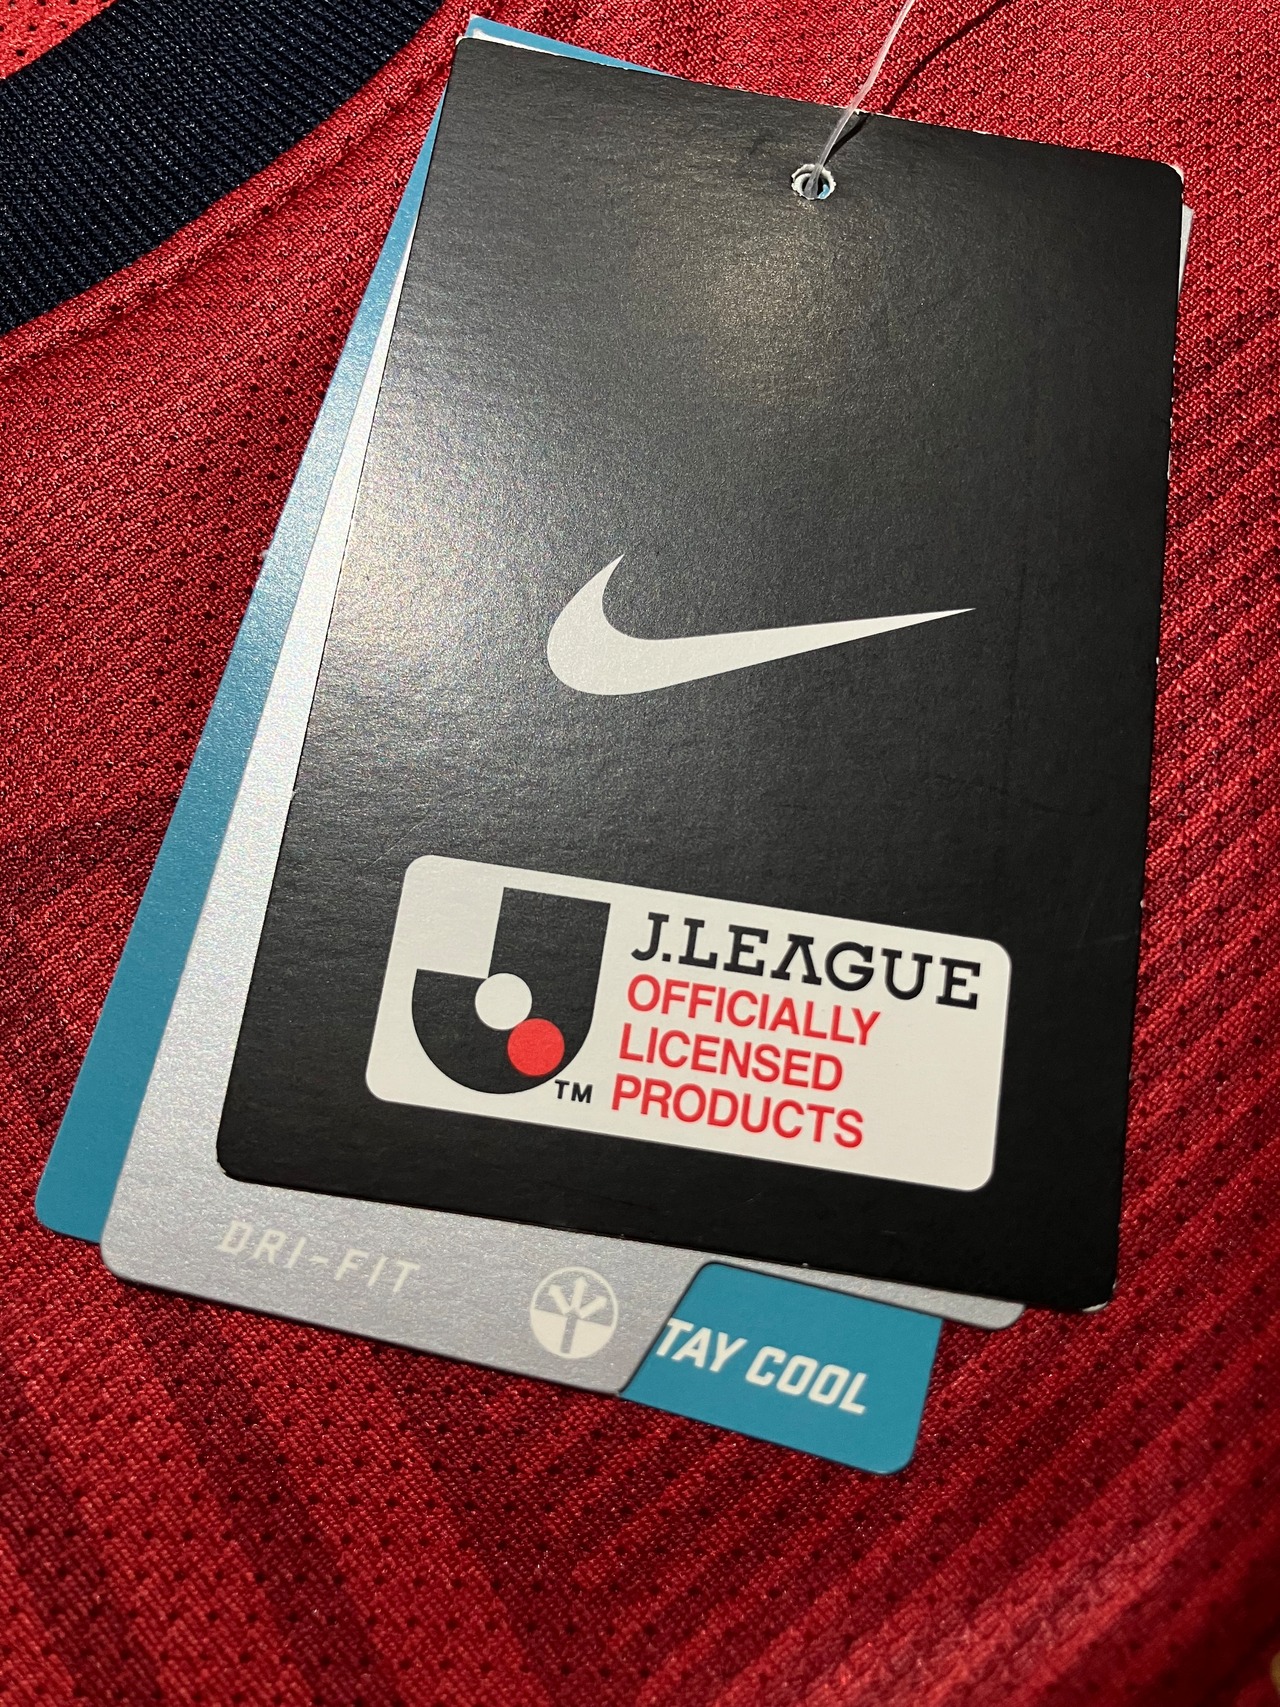 J.LEAGUE
OFFICIALLY
LICENSED
PRODUCTS
TM
DRI-FIT
TAY COOL